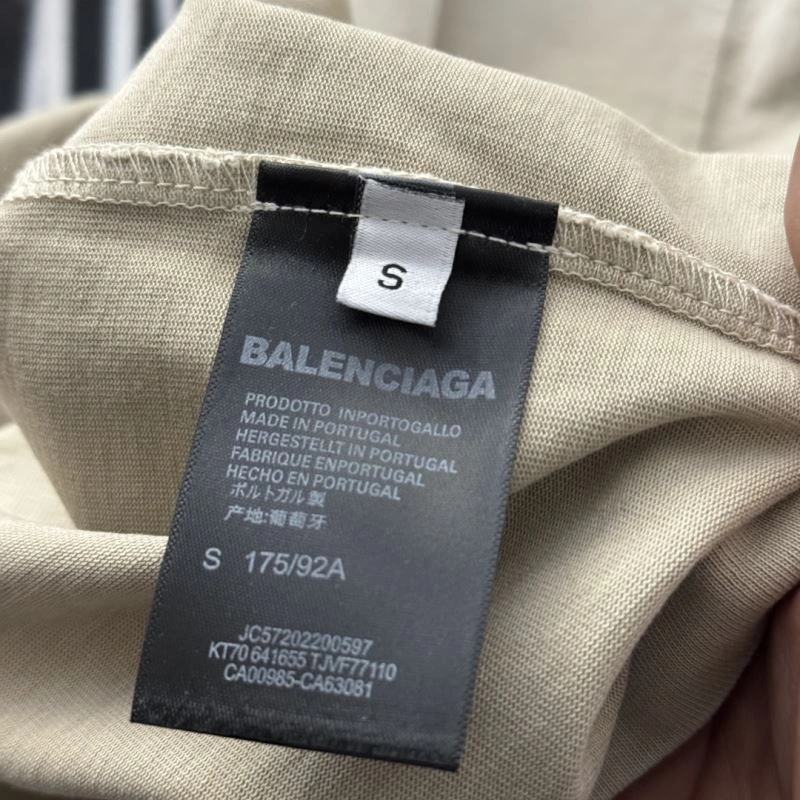 S
BALENCIAGA
PRODOTTO INPORTOGALLO
MADE IN PORTUGAL
HERGESTELLT IN PORTUGAL
FABRIQUE ENPORTUGAL
HECHO EN PORTUGAL
ポルトガル製
产地:葡萄牙
S 175/92A
JC57202200597
KT70 641655 TJVF77110
CA00985-CA63081